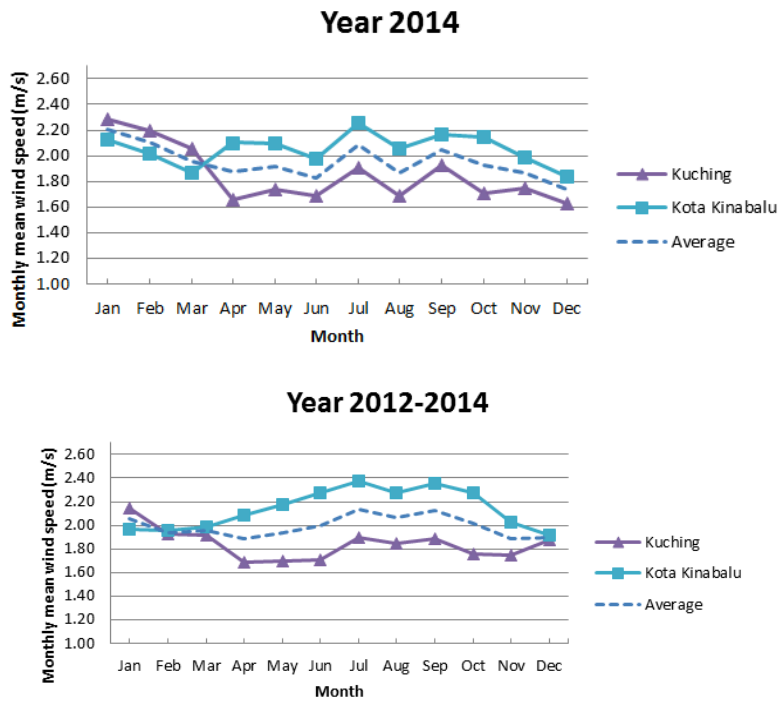 Year 2014
Monthly mean wind speed (m/s)
2.60
2.40
2.20
2.00
1.80
1.60
1.40
1.20
1.00
Jan Feb Mar Apr May Jun Jul Aug Sep Oct Nov Dec
Month
Kuching
Kota Kinabalu
Average
Year 2012-2014
Monthly mean wind speed (m/s)
2.60
2.40
2.20
2.00
1.80
1.60
1.40
1.20
1.00
Jan Feb Mar Apr May Jun Jul Aug Sep Oct Nov Dec
Month
Kuching
Kota Kinabalu
Average